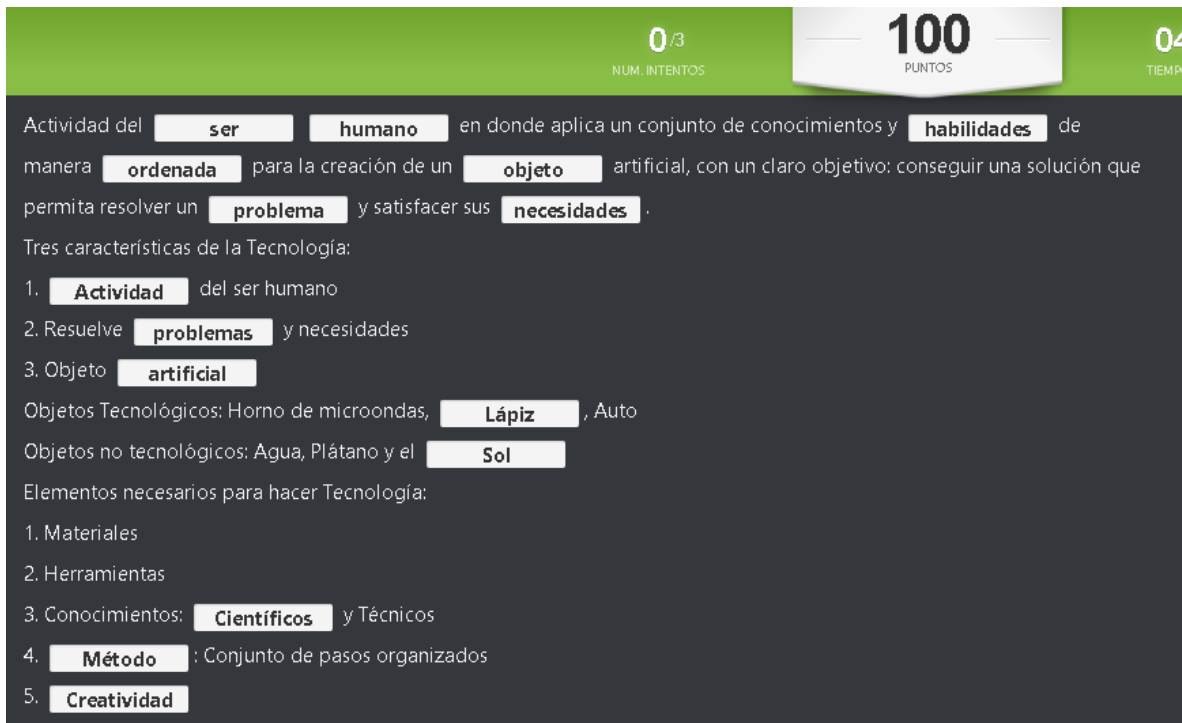 0/3
NUM. INTENTOS
100
PUNTOS
04
Actividad del ser humano en donde aplica un conjunto de conocimientos y habilidades de
manera ordenada para la creación de un objeto artificial, con un claro objetivo: conseguir una solución que
permita resolver un problema y satisfacer sus necesidades .
Tres características de la Tecnología:
1. Actividad del ser humano
2. Resuelve problemas y necesidades
3. Objeto artificial
Objetos Tecnológicos: Horno de microondas, Lápiz , Auto
Objetos no tecnológicos: Agua, Plátano y el Sol
Elementos necesarios para hacer Tecnología:
1. Materiales
2. Herramientas
3. Conocimientos: Científicos y Técnicos
4. Método : Conjunto de pasos organizados
5. Creatividad